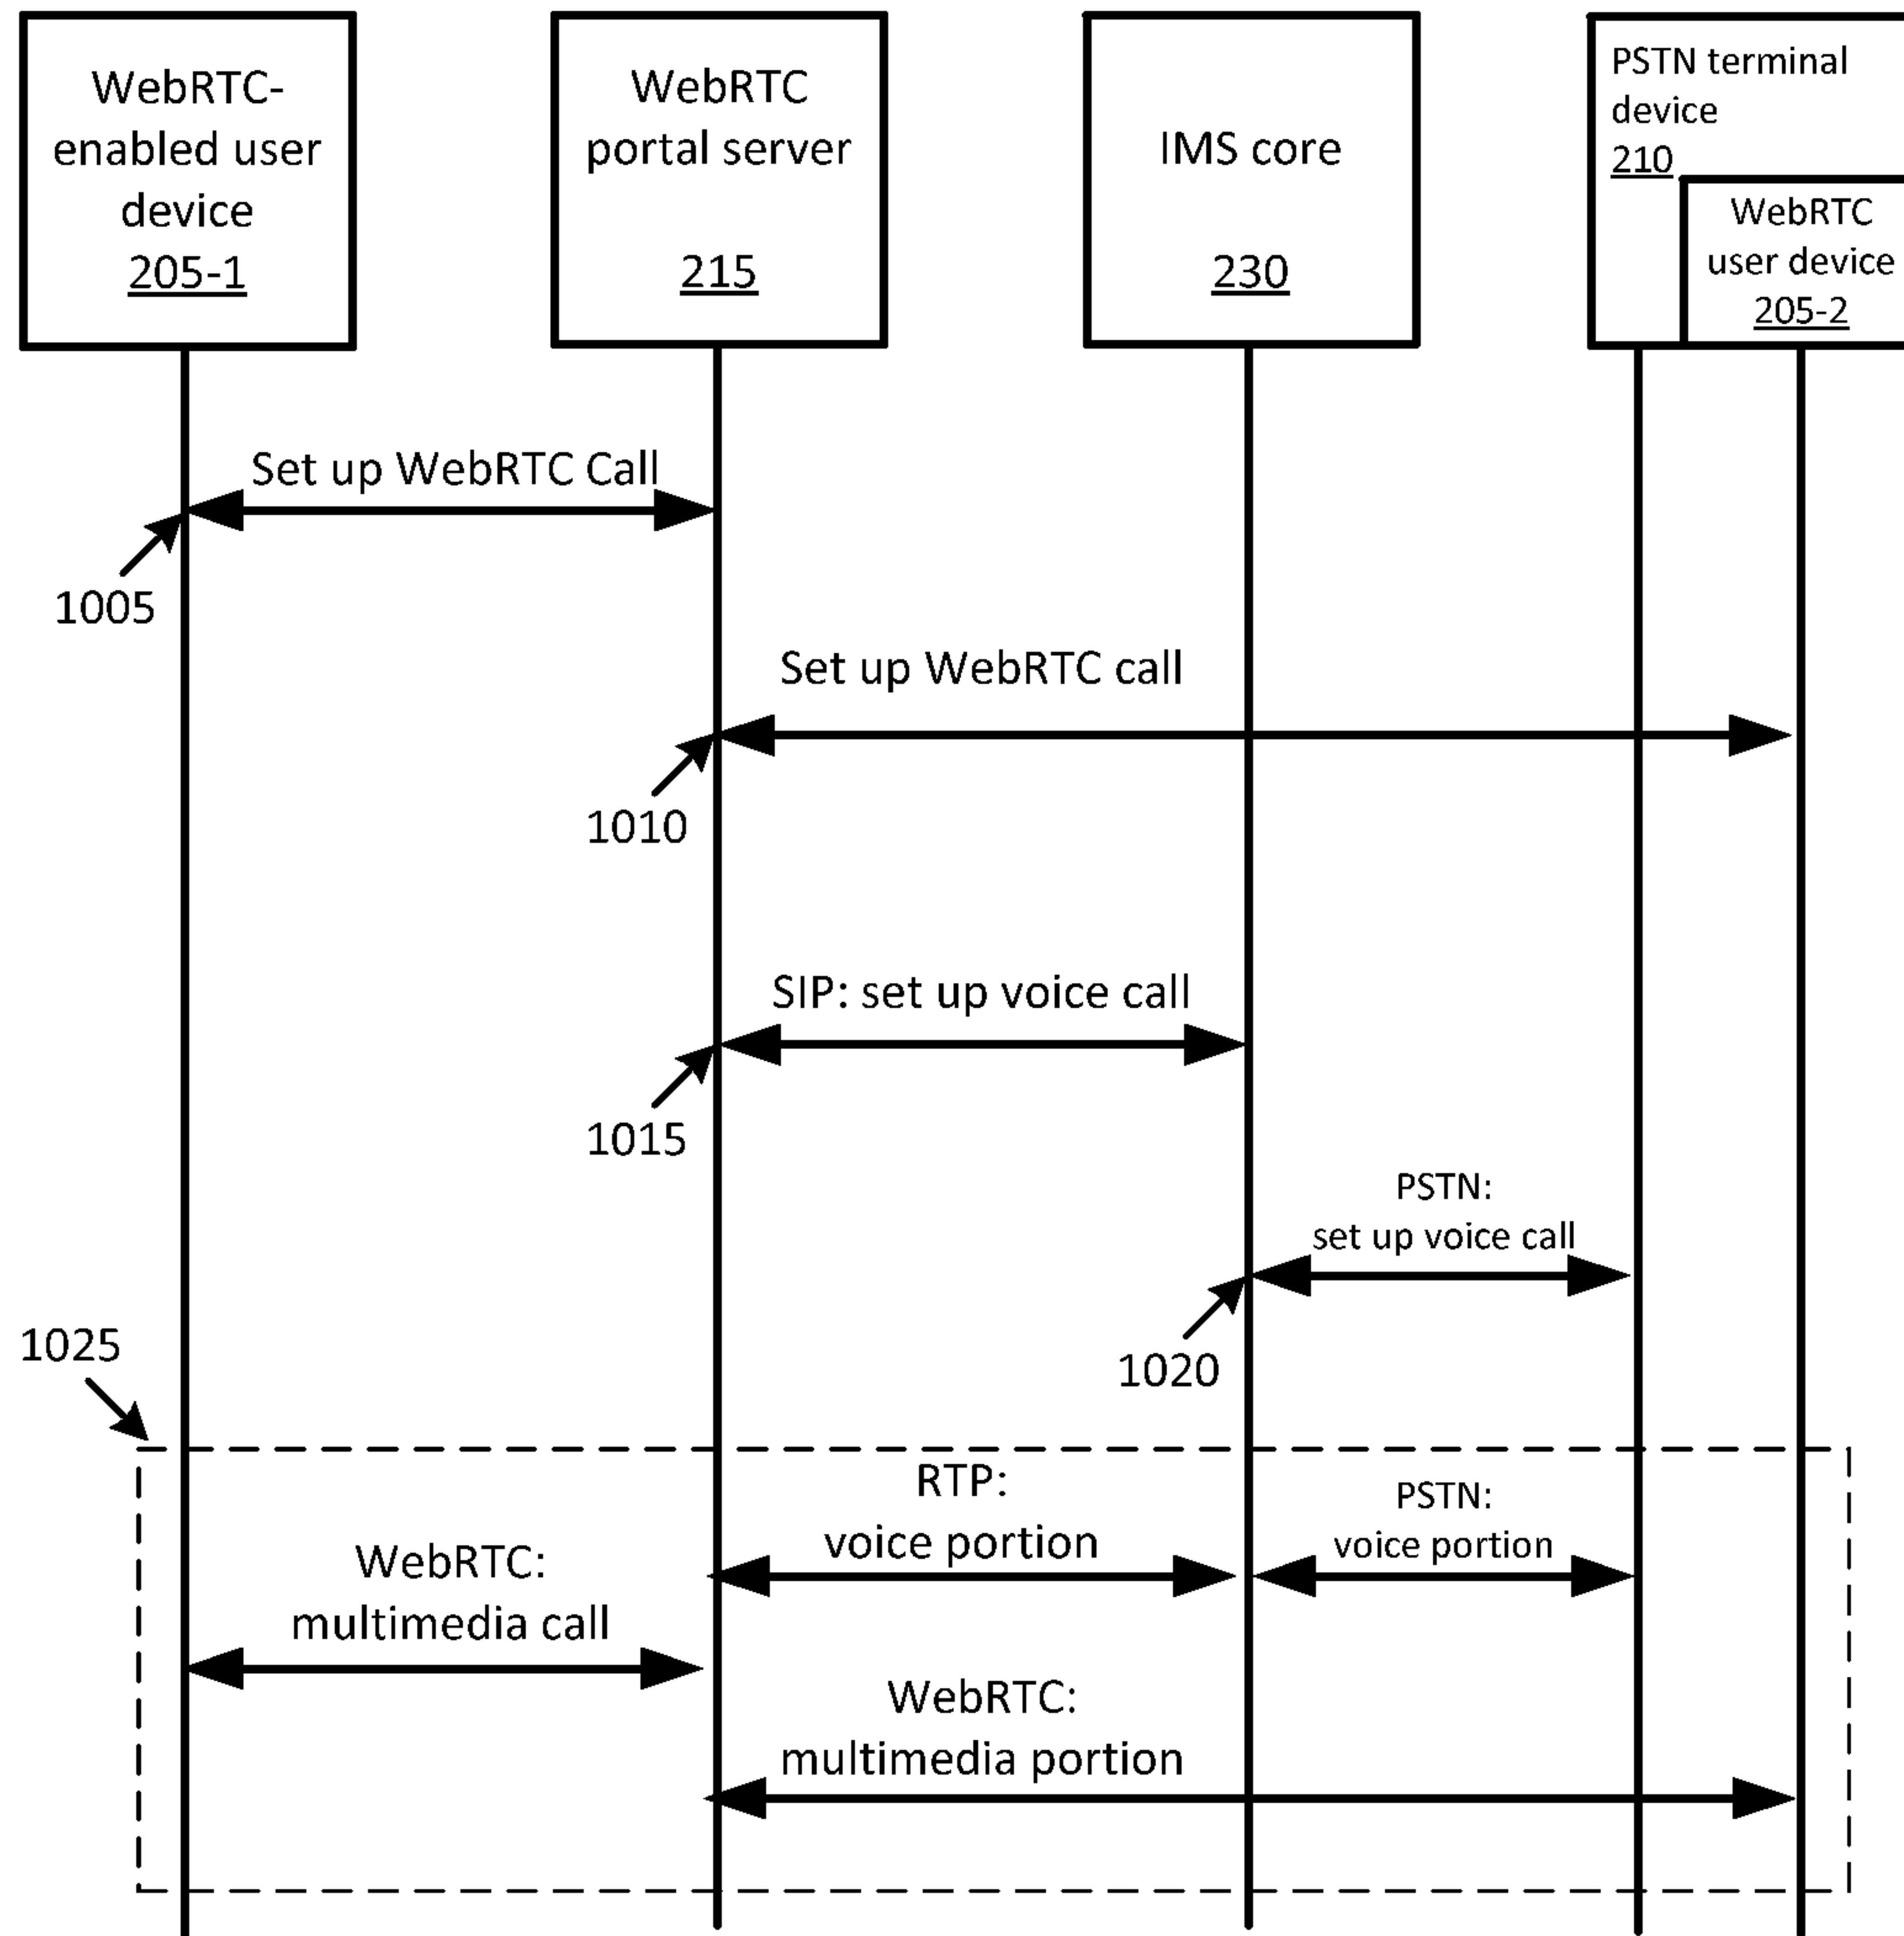 WebRTC-
enabled user
device
205-1
WebRTC
portal server
215
IMS core
230
PSTN terminal
device
210
WebRTC
user device
205-2
Set up WebRTC Call
1005
Set up WebRTC call
1010
SIP: set up voice call
1015
PSTN:
set up voice call
1020
1025
RTP:
voice portion
PSTN:
voice portion
WebRTC:
multimedia call
WebRTC:
multimedia portion